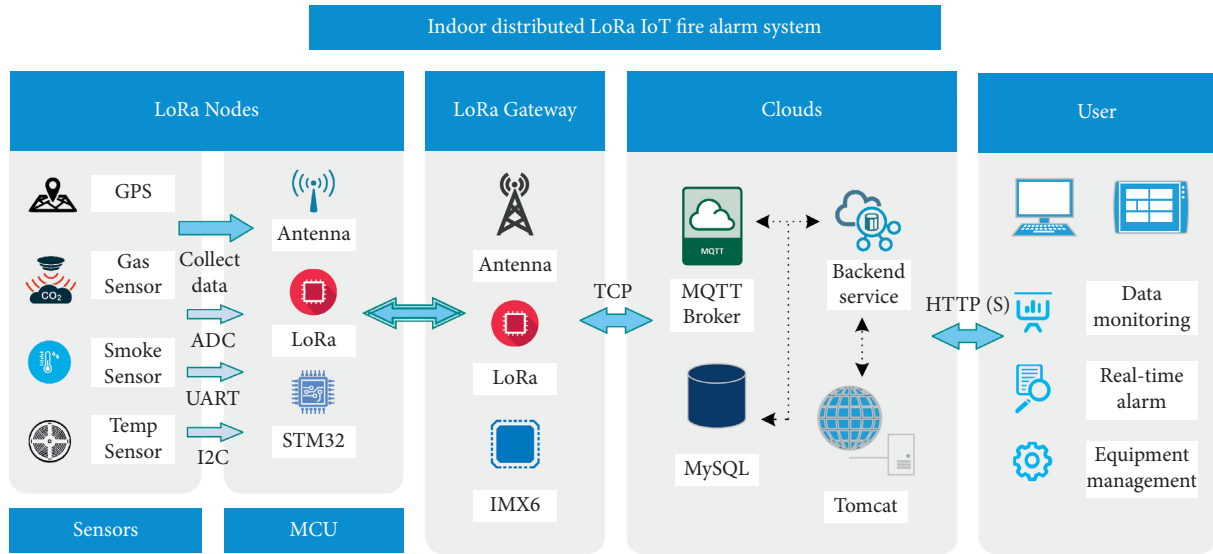 Indoor distributed LoRa IoT fire alarm system
LoRa Nodes
GPS
Gas
Sensor
CO2
Smoke
Sensor
Temp
Sensor
Collect
data
ADC
UART
I2C
Antenna
LoRa
STM32
Sensors
MCU
LoRa Gateway
Antenna
LoRa
IMX6
TCP
Clouds
MQTT
MQTT
Broker
MySQL
Backend
service
Tomcat
HTTP (S)
User
Data
monitoring
Real-time
alarm
Equipment
management